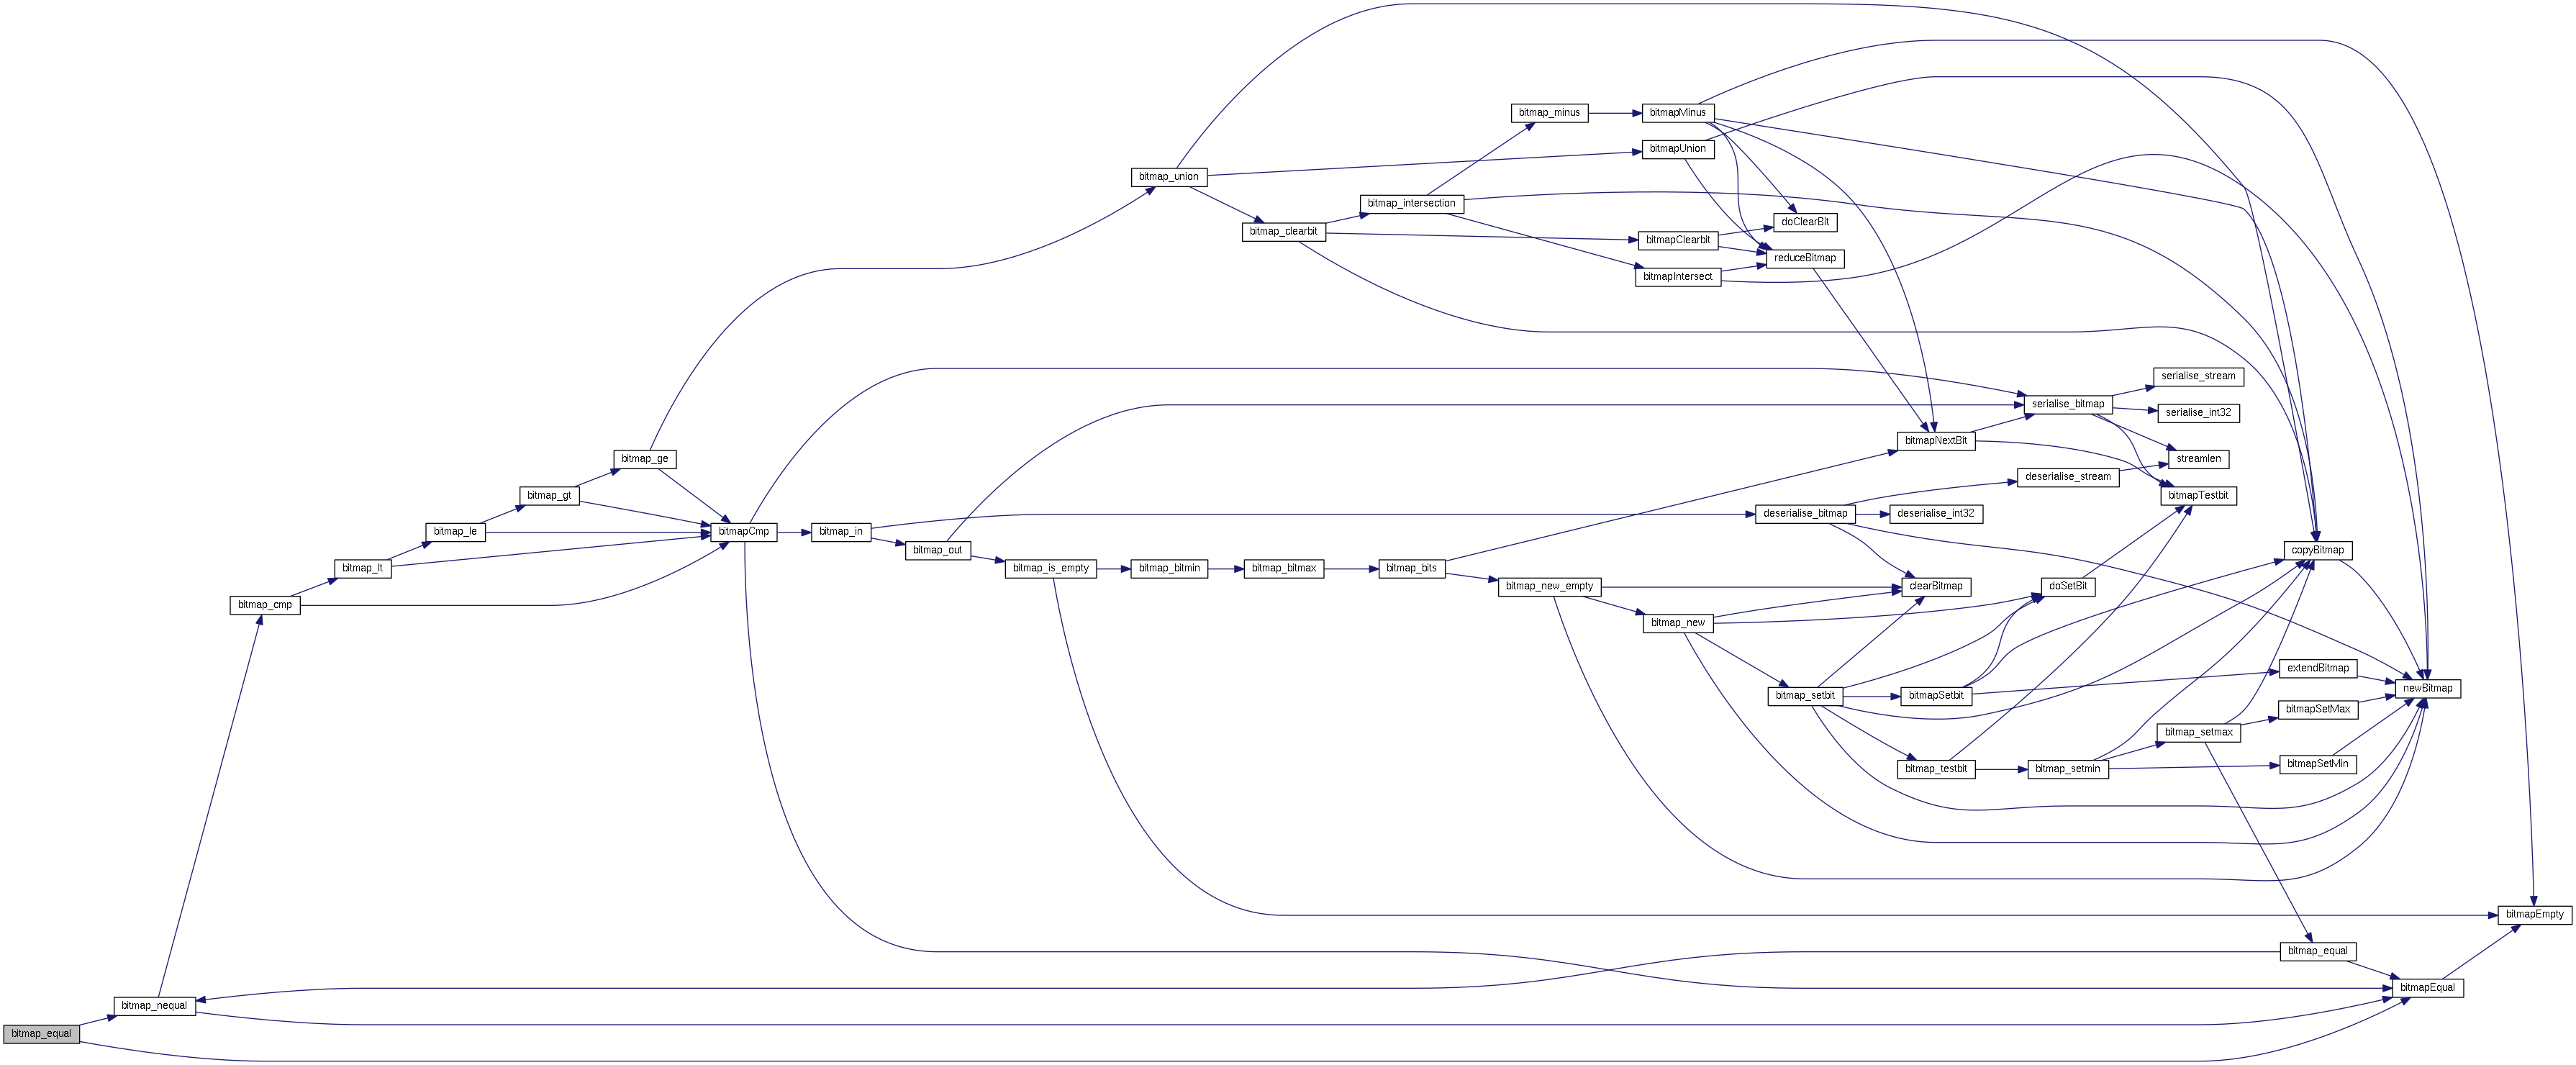 bitmap_minus
bitmapMinus
bitmapUnion
bitmap_union
bitmap_intersection
doClearBit
bitmap_clearbit
bitmapClearbit
reduceBitmap
bitmapIntersect
serialise_stream
serialise_bitmap
serialise_int32
bitmapNextBit
bitmap_ge
streamlen
deserialise_stream
bitmap_gt
bitmapTestbit
deserialise_bitmap
deserialise_int32
bitmap_le
bitmapCmp
bitmap_in
bitmap_out
copyBitmap
bitmap_lt
bitmap_is_empty
bitmap_bitmin
bitmap_bitmax
bitmap_bits
bitmap_new_empty
clearBitmap
doSetBit
bitmap_cmp
bitmap_new
extendBitmap
newBitmap
bitmap_setbit
bitmapSetbit
bitmapSetMax
bitmap_setmax
bitmap_testbit
bitmap_setmin
bitmapSetMin
bitmapEmpty
bitmap_equal
bitmapEqual
bitmap_nequal
bitmap_equal